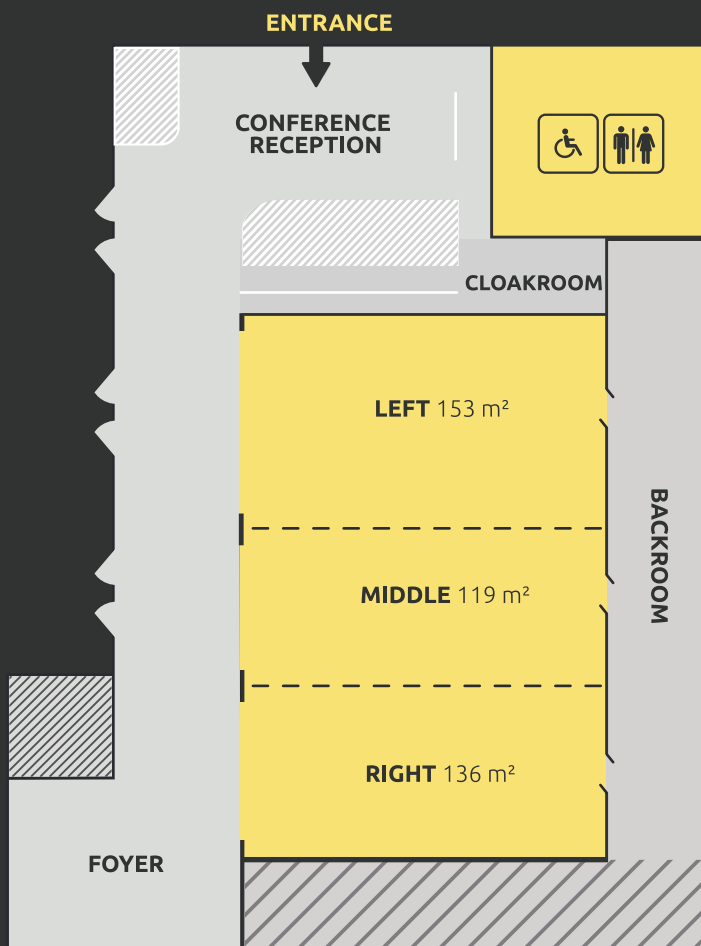 ENTRANCE
CONFERENCE
RECEPTION
CLOAKROOM
LEFT 153 m²
BACKROOM
MIDDLE 119 m²
RIGHT 136 m²
FOYER